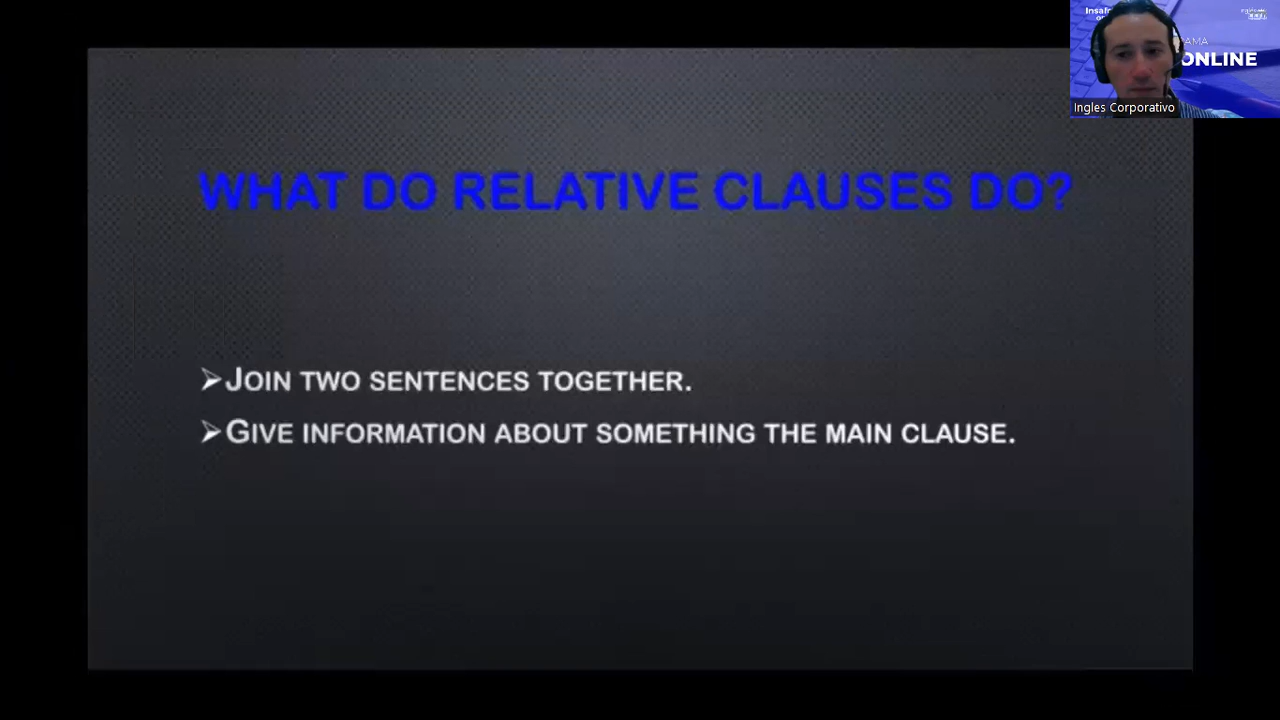 WHAT DO RELATIVE CLAUSES DO?
➢JOIN TWO SENTENCES TOGETHER.
➢GIVE INFORMATION ABOUT SOMETHING THE MAIN CLAUSE.
ONLINE
Ingles Corporativo